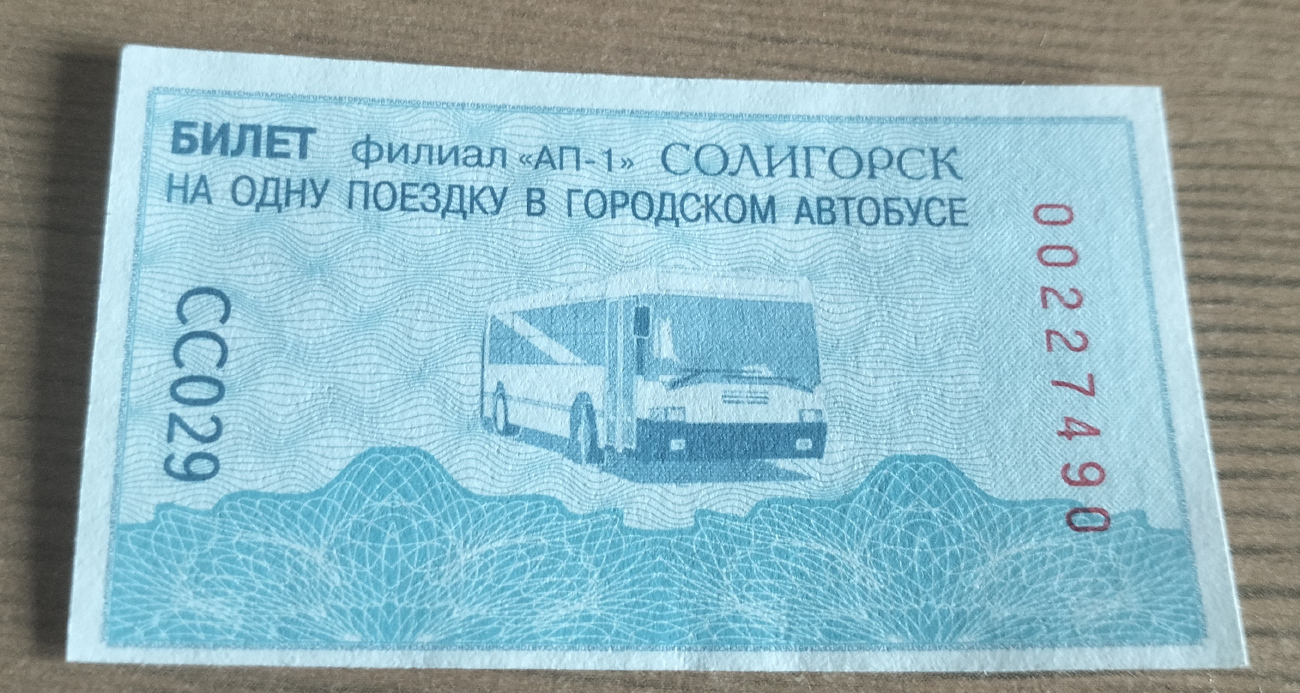 БИЛЕТ филиал «АП-1» СОЛИГОРСК
НА ОДНУ ПОЕЗДКУ В ГОРОДСКОМ АВТОБУСЕ
СС029
00227490